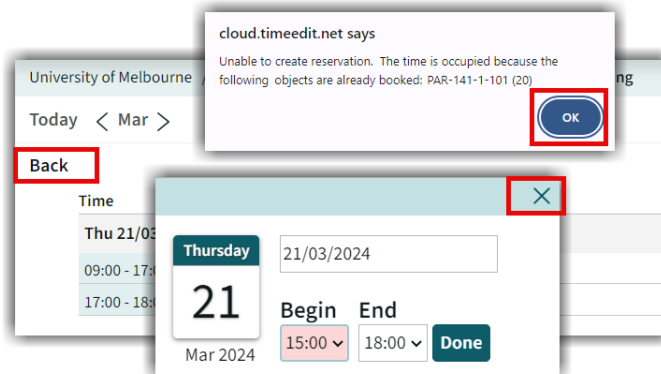 cloud.timeedit.net says
Unable to create reservation. The time is occupied because the
following objects are already booked: PAR-141-1-101 (20)
OK
University of Melbourne /
ng
Today < Mar >
Back
Time
Thu 21/03
09:00 - 17:0
17:00 - 18:0
Thursday
21
Mar 2024
21/03/2024
Begin End
15:00 18:00 Done